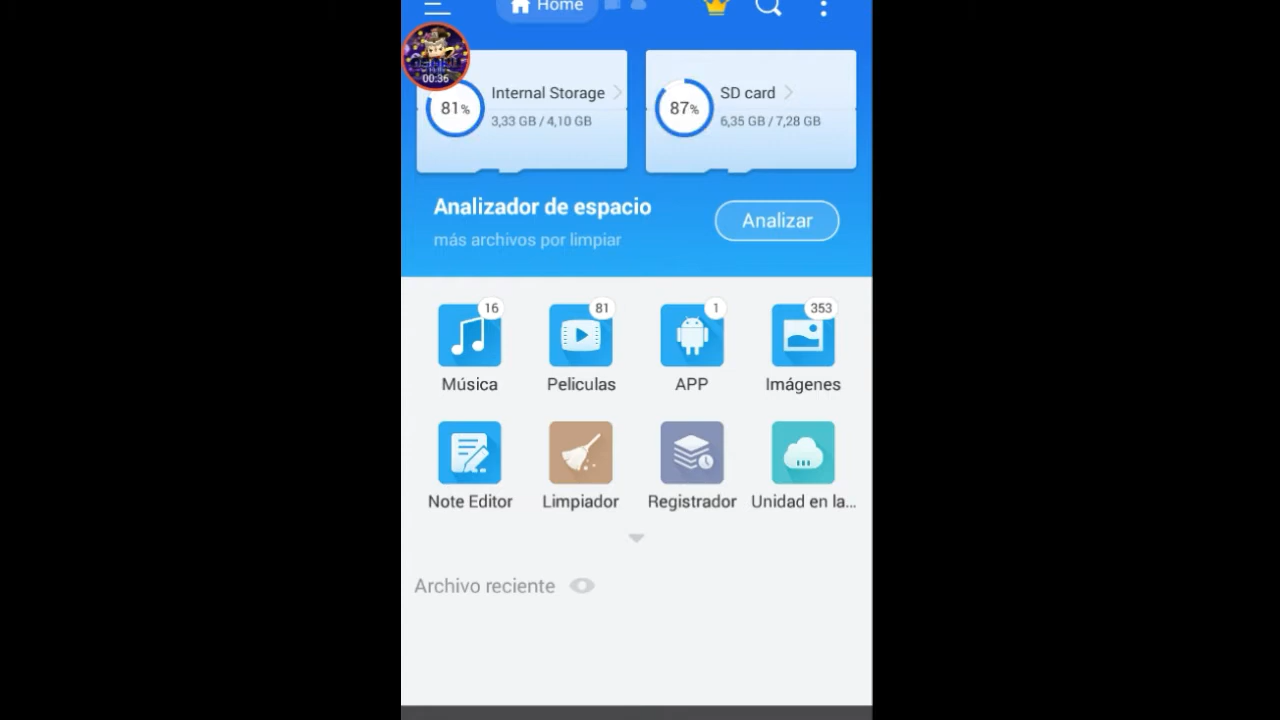 Home
00:36
81%
Internal Storage
3,33 GB / 4,10 GB
87%
SD card
6,35 GB / 7,28 GB
Analizador de espacio
más archivos por limpiar
Analizar
16
81
1
353
Música
Peliculas
APP
Imágenes
Note Editor
Limpiador
Registrador
Unidad en la...
Archivo reciente